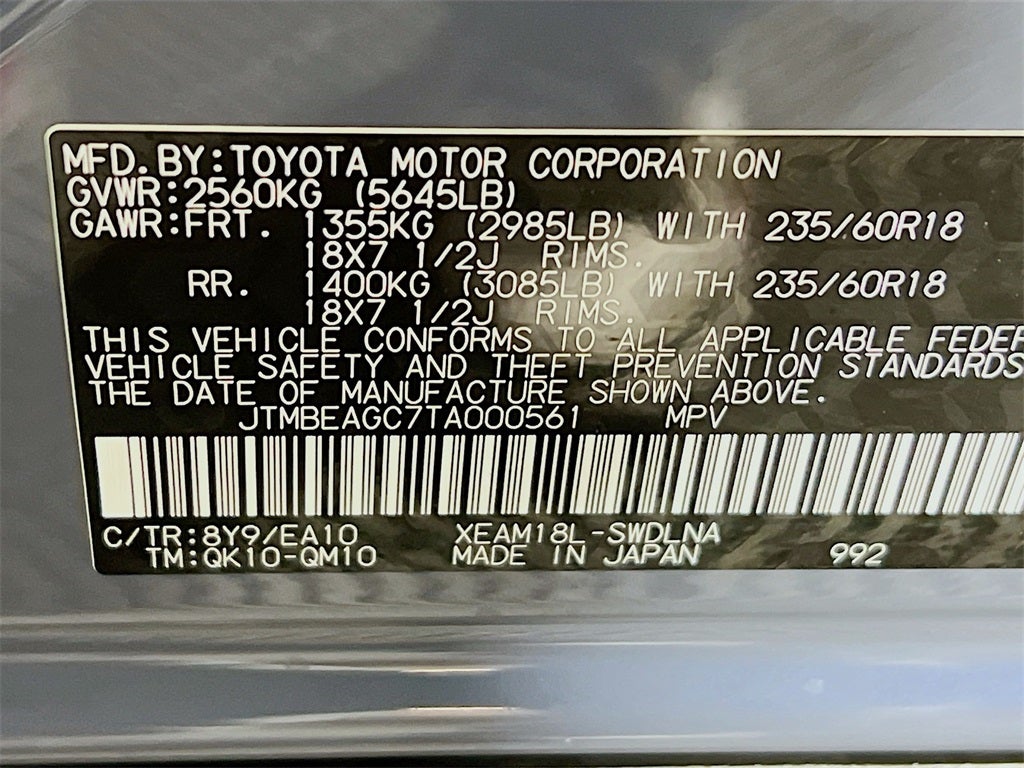 MFD.BY:TOYOTA MOTOR CORPORATION
GVWR:2560KG (5645LB)
GAWR:FRT. 1355KG (2985LB) WITH 235/60R18
18X7 1/2J RIMS.
RR. 1400KG (3085LB) WITH 235/60R18
18X7 1/2J RIMS.
THIS VEHICLE CONFORMS TO ALL APPLICABLE FEDER
VEHICLE SAFETY AND THEFT PREVENTION STANDARDS
THE DATE OF MANUFACTURE SHOWN ABOVE.
JTMBEAGC7TA000561 MPV
C/TR:8Y9/EA10 XEAM18L-SWDLNA
TM:QK10-QM10 MADE IN JAPAN 992